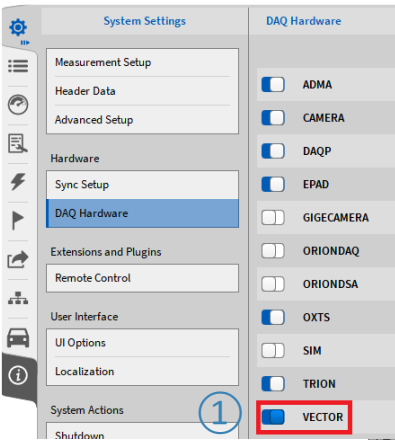 System Settings
Measurement Setup
Header Data
Advanced Setup
Hardware
Sync Setup
DAQ Hardware
Extensions and Plugins
Remote Control
User Interface
UI Options
Localization
System Actions
Shutdown
DAQ Hardware
ADMA
CAMERA
DAQP
EPAD
GIGECAMERA
ORIONDAQ
ORIONDSA
OXTS
SIM
TRION
1
VECTOR